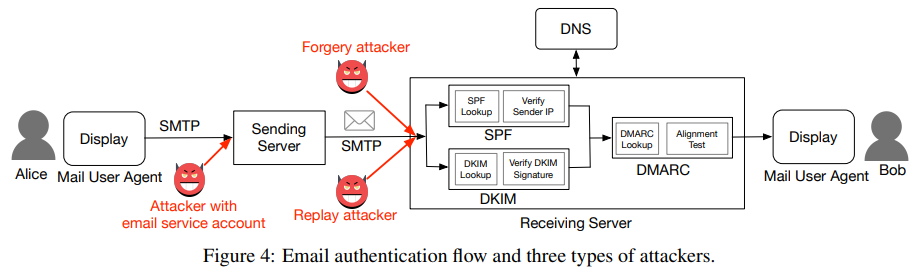 DNS
Forgery attacker
Alice
Display
Mail User Agent
SMTP
Sending
Server
SMTP
Attacker with
email service account
Replay attacker
SPF
Lookup
Verify
Sender IP
SPF
DKIM
Lookup
Verify DKIM
Signature
DKIM
DMARC
Lookup
Alignment
Test
DMARC
Receiving Server
Display
Mail User Agent
Bob
Figure 4: Email authentication flow and three types of attackers.